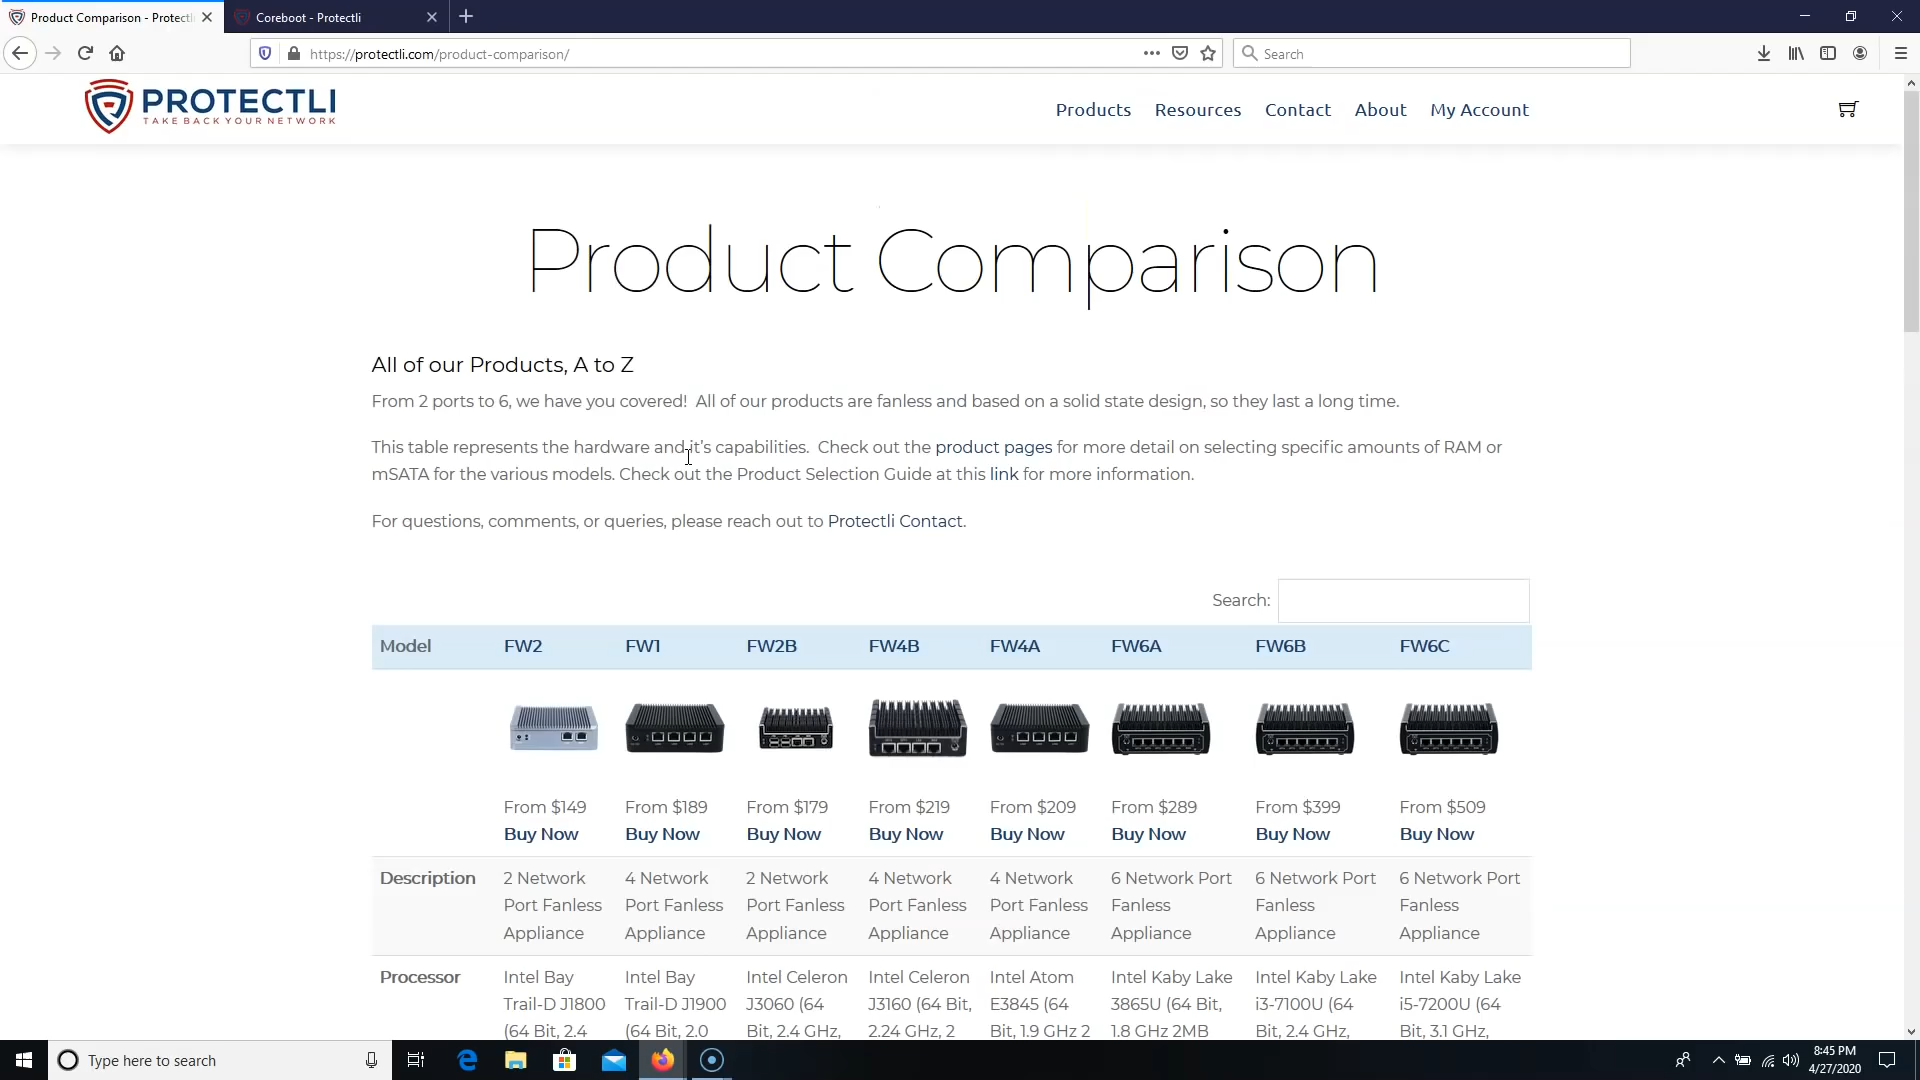 Product Comparison - Protectli
Coreboot - Protectli
https://protectli.com/product-comparison/
Search
PROTECTLI
TAKE BACK YOUR NETWORK
Products Resources Contact About My Account
Product Comparison
All of our Products, A to Z
From 2 ports to 6, we have you covered! All of our products are fanless and based on a solid state design, so they last a long time.
This table represents the hardware and it's capabilities. Check out the product pages for more detail on selecting specific amounts of RAM or
mSATA for the various models. Check out the Product Selection Guide at this link for more information.
For questions, comments, or queries, please reach out to Protectli Contact.
Search:
Model FW2 FW1 FW2B FW4B FW4A FW6A FW6B FW6C
From $149 From $189 From $179 From $219 From $209 From $289 From $399 From $509
Buy Now Buy Now Buy Now Buy Now Buy Now Buy Now Buy Now Buy Now
Description 2 Network 4 Network 2 Network 4 Network 4 Network 6 Network Port 6 Network Port 6 Network Port
Port Fanless Port Fanless Port Fanless Port Fanless Port Fanless Fanless Fanless Fanless
Appliance Appliance Appliance Appliance Appliance Appliance Appliance Appliance
Processor Intel Bay Intel Bay Intel Celeron Intel Celeron Intel Atom Intel Kaby Lake Intel Kaby Lake Intel Kaby Lake
Trail-D J1800 Trail-D J1900 J3060 (64 J3160 (64 Bit, E3845 (64 3865U (64 Bit, i3-7100U (64 i5-7200U (64
(64 Bit, 2.4 (64 Bit, 2.0 Bit, 2.4 GHz, 2.24 GHz, 2 Bit, 1.9 GHz 2 1.8 GHz 2MB Bit, 2.4 GHz, Bit, 3.1 GHz,
Type here to search
8:45 PM
4/27/2020